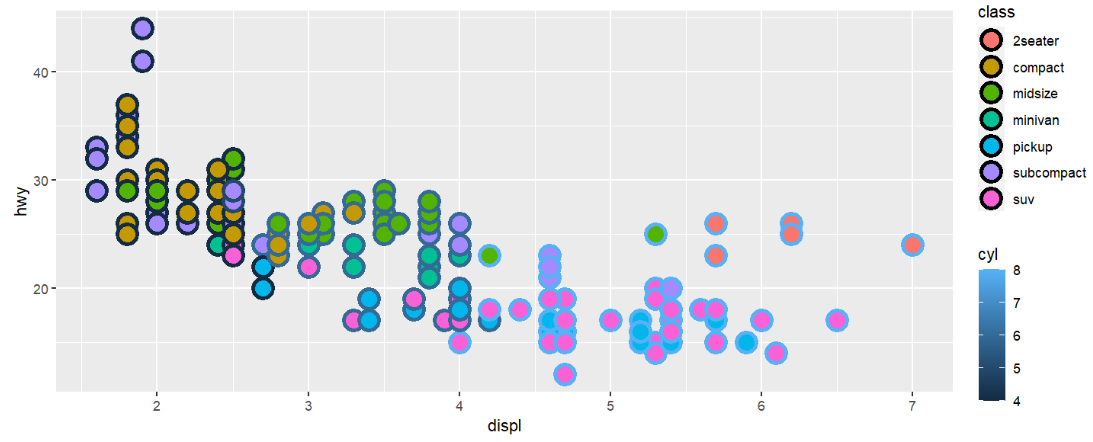 class
2seater
compact
midsize
minivan
pickup
subcompact
suv
cyl
8
7
6
5
4
hwy
40
30
20
2 3 4 5 6 7
displ